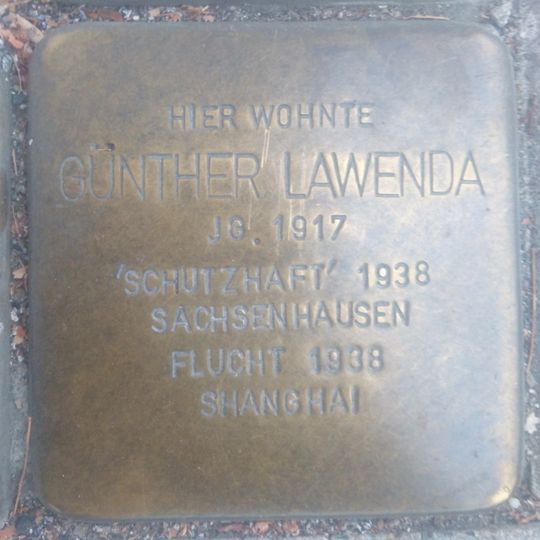 HIER WOHNTE
GÜNTHER LAWENDA
JG. 1917
'SCHUTZHAFT' 1938
SACHSENHAUSEN
FLUCHT 1938
SHANGHAI